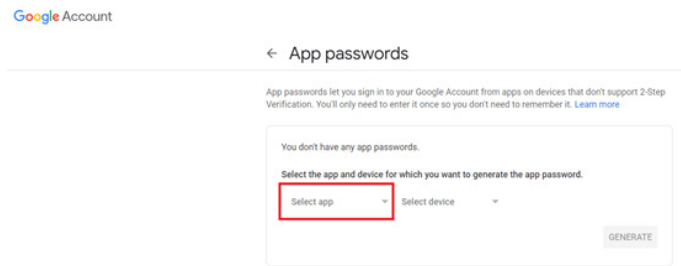 Google Account
← App passwords
App passwords let you sign in to your Google Account from apps on devices that don't support 2-Step
Verification. You'll only need to enter it once so you don't need to remember it. Learn more
You don't have any app passwords.
Select the app and device for which you want to generate the app password.
Select app Select device
GENERATE